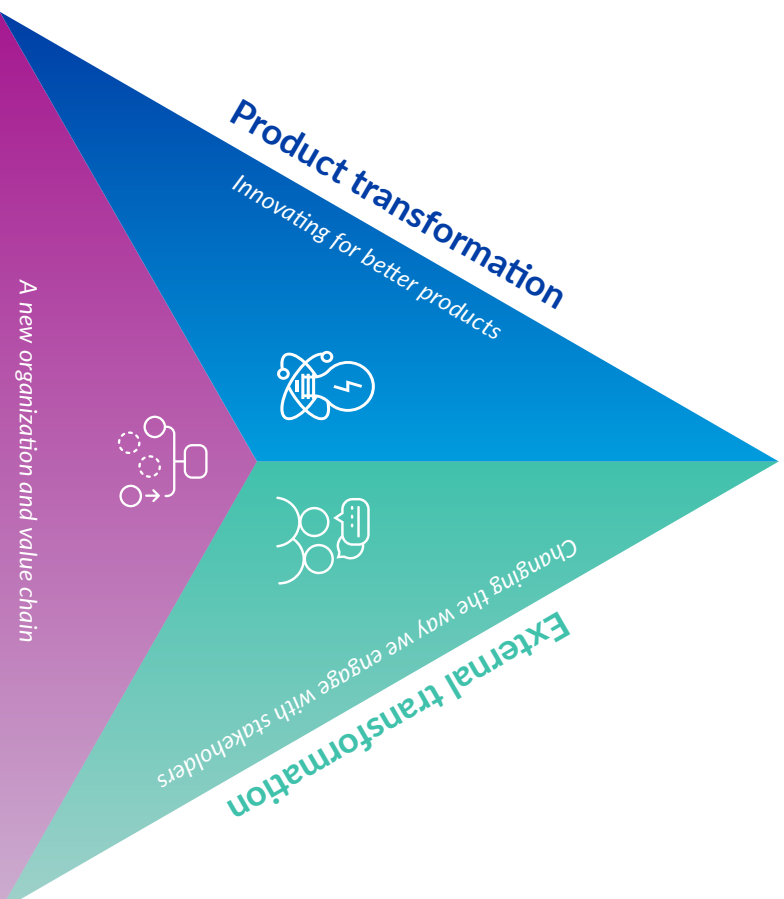 Product transformation
Innovating for better products
A new organization and value chain
Changing the way we engage with stakeholders
External transformation